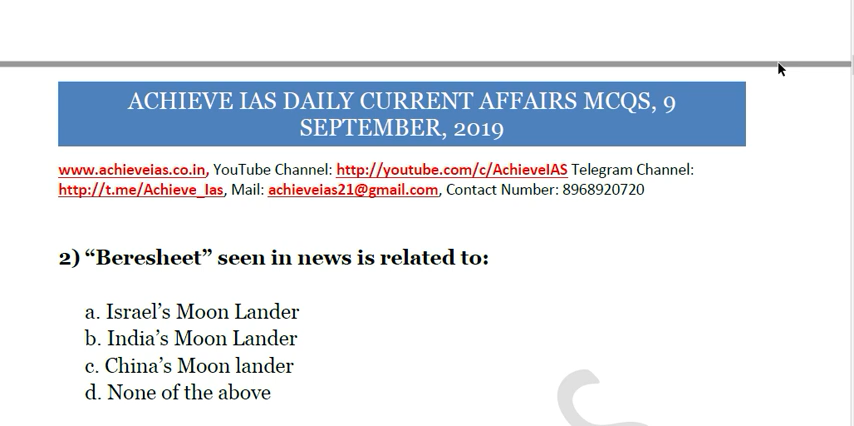 ACHIEVE IAS DAILY CURRENT AFFAIRS MCQS, 9
SEPTEMBER, 2019
www.achieveias.co.in, YouTube Channel: http://youtube.com/c/AchieveIAS Telegram Channel:
http://t.me/Achieve_Ias, Mail: achieveias21@gmail.com, Contact Number: 8968920720
2) “Beresheet” seen in news is related to:
a. Israel’s Moon Lander
b. India’s Moon Lander
c. China’s Moon lander
d. None of the above